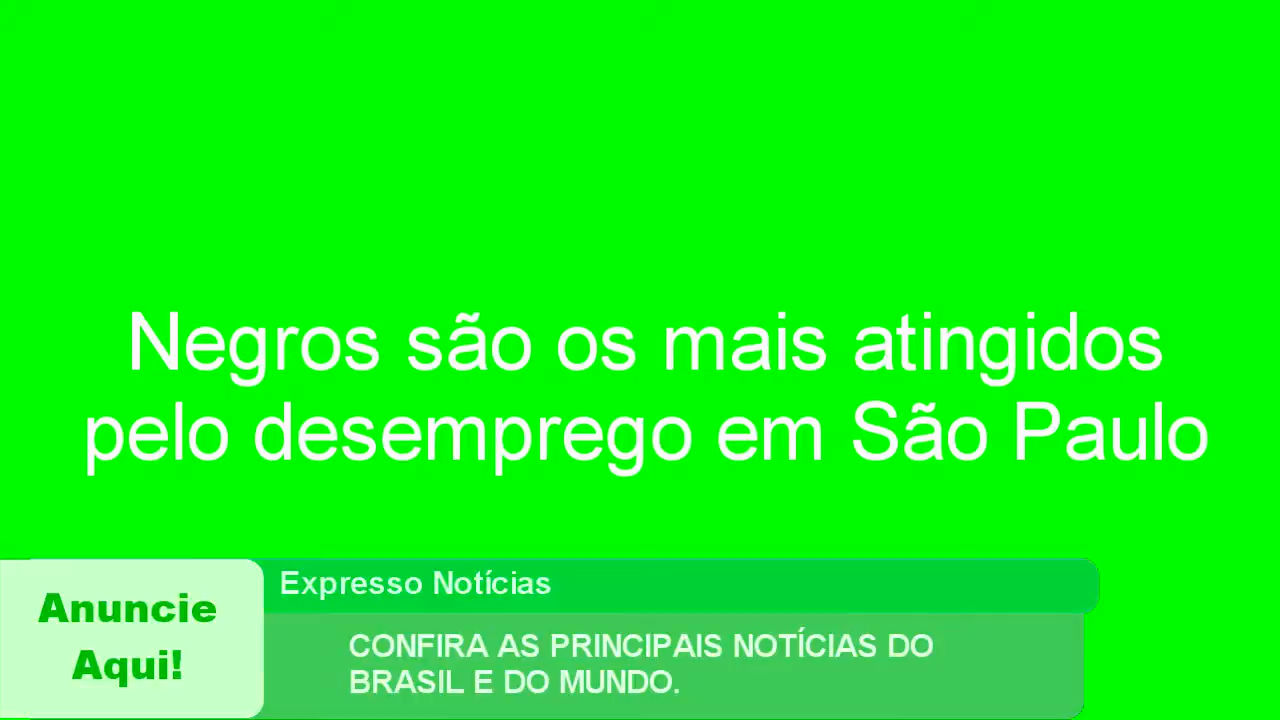 Negros são os mais atingidos
pelo desemprego em São Paulo
Expresso Notícias
Anuncie
Aqui!
CONFIRA AS PRINCIPAIS NOTÍCIAS DO
BRASIL E DO MUNDO.